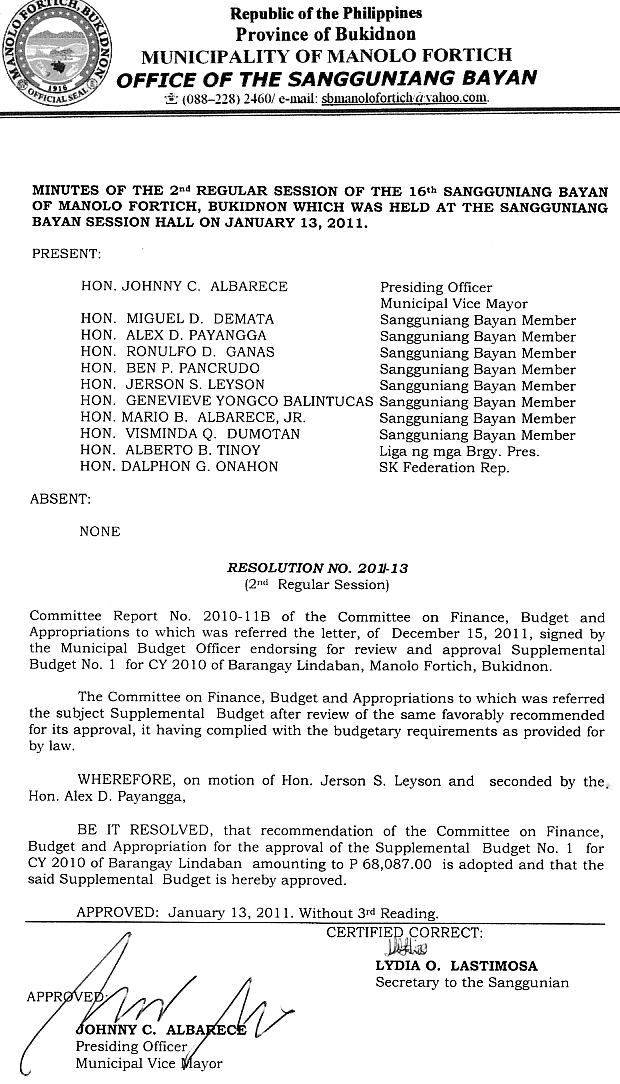 MANOLO FORTICH, BUKIDNON
1916
OFFICIAL SEAL
Republic of the Philippines
Province of Bukidnon
MUNICIPALITY OF MANOLO FORTICH
OFFICE OF THE SANGGUNIANG BAYAN
☏ (088–228) 2460/ e-mail: sbmanolofortich@yahoo.com.
MINUTES OF THE 2nd REGULAR SESSION OF THE 16th SANGGUNIANG BAYAN
OF MANOLO FORTICH, BUKIDNON WHICH WAS HELD AT THE SANGGUNIANG
BAYAN SESSION HALL ON JANUARY 13, 2011.
PRESENT:
HON. JOHNNY C. ALBARECE Presiding Officer
Municipal Vice Mayor
HON. MIGUEL D. DEMATA Sangguniang Bayan Member
HON. ALEX D. PAYANGGA Sangguniang Bayan Member
HON. RONULFO D. GANAS Sangguniang Bayan Member
HON. BEN P. PANCRUDO Sangguniang Bayan Member
HON. JERSON S. LEYSON Sangguniang Bayan Member
HON. GENEVIEVE YONGCO BALINTUCAS Sangguniang Bayan Member
HON. MARIO B. ALBARECE, JR. Sangguniang Bayan Member
HON. VISMINDA Q. DUMOTAN Sangguniang Bayan Member
HON. ALBERTO B. TINOY Liga ng mga Brgy. Pres.
HON. DALPHON G. ONAHON SK Federation Rep.
ABSENT:
NONE
RESOLUTION NO. 2011-13
(2nd Regular Session)
Committee Report No. 2010-11B of the Committee on Finance, Budget and
Appropriations to which was referred the letter, of December 15, 2011, signed by
the Municipal Budget Officer endorsing for review and approval Supplemental
Budget No. 1 for CY 2010 of Barangay Lindaban, Manolo Fortich, Bukidnon.
The Committee on Finance, Budget and Appropriations to which was referred
the subject Supplemental Budget after review of the same favorably recommended
for its approval, it having complied with the budgetary requirements as provided for
by law.
WHEREFORE, on motion of Hon. Jerson S. Leyson and seconded by the
Hon. Alex D. Payangga,
BE IT RESOLVED, that recommendation of the Committee on Finance,
Budget and Appropriation for the approval of the Supplemental Budget No. 1 for
CY 2010 of Barangay Lindaban amounting to P 68,087.00 is adopted and that the
said Supplemental Budget is hereby approved.
APPROVED: January 13, 2011. Without 3rd Reading.
CERTIFIED CORRECT:
LYDIA O. LASTIMOSA
Secretary to the Sanggunian
APPROVED:
JOHNNY C. ALBARECE
Presiding Officer
Municipal Vice Mayor